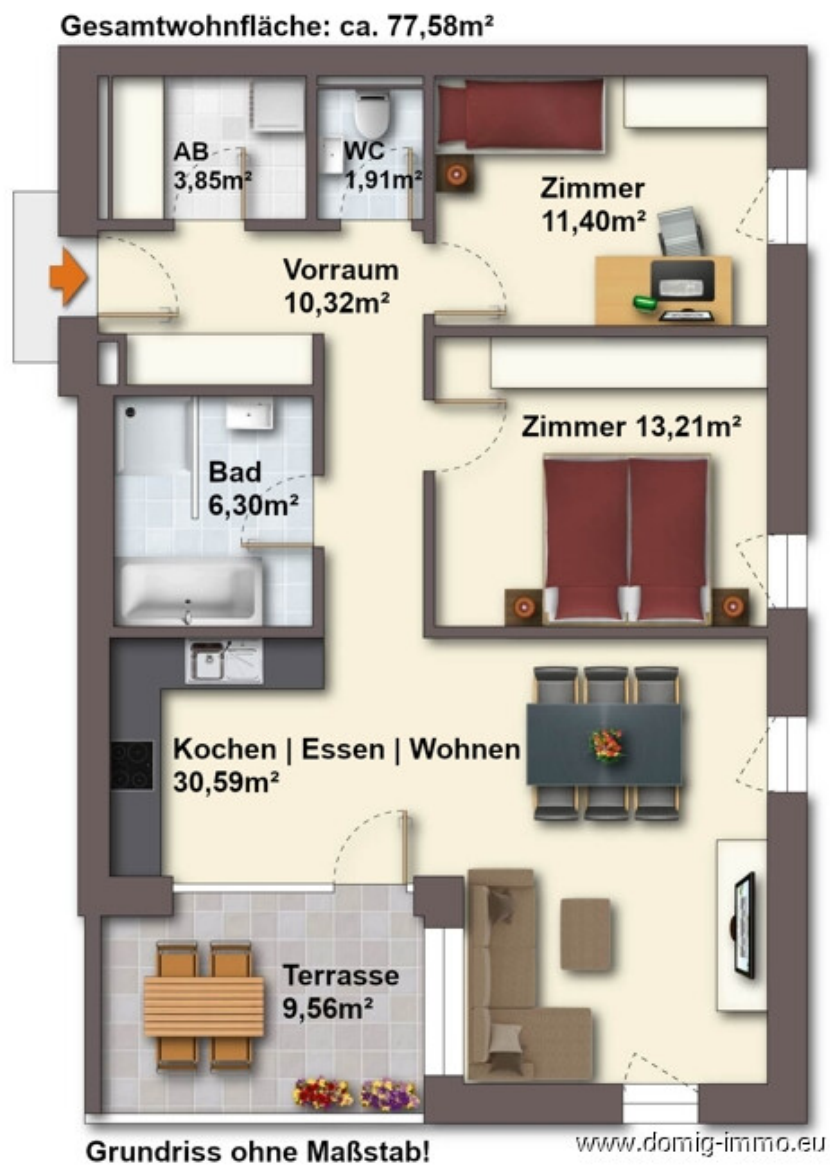 Gesamtwohnfläche: ca. 77,58m²
AB
3,85m²
WC
1,91m²
Zimmer
11,40m²
Vorraum
10,32m²
Zimmer 13,21m²
Bad
6,30m²
Kochen | Essen | Wohnen
30,59m²
Terrasse
9,56m²
Grundriss ohne Maßstab!
www.domig-immo.eu